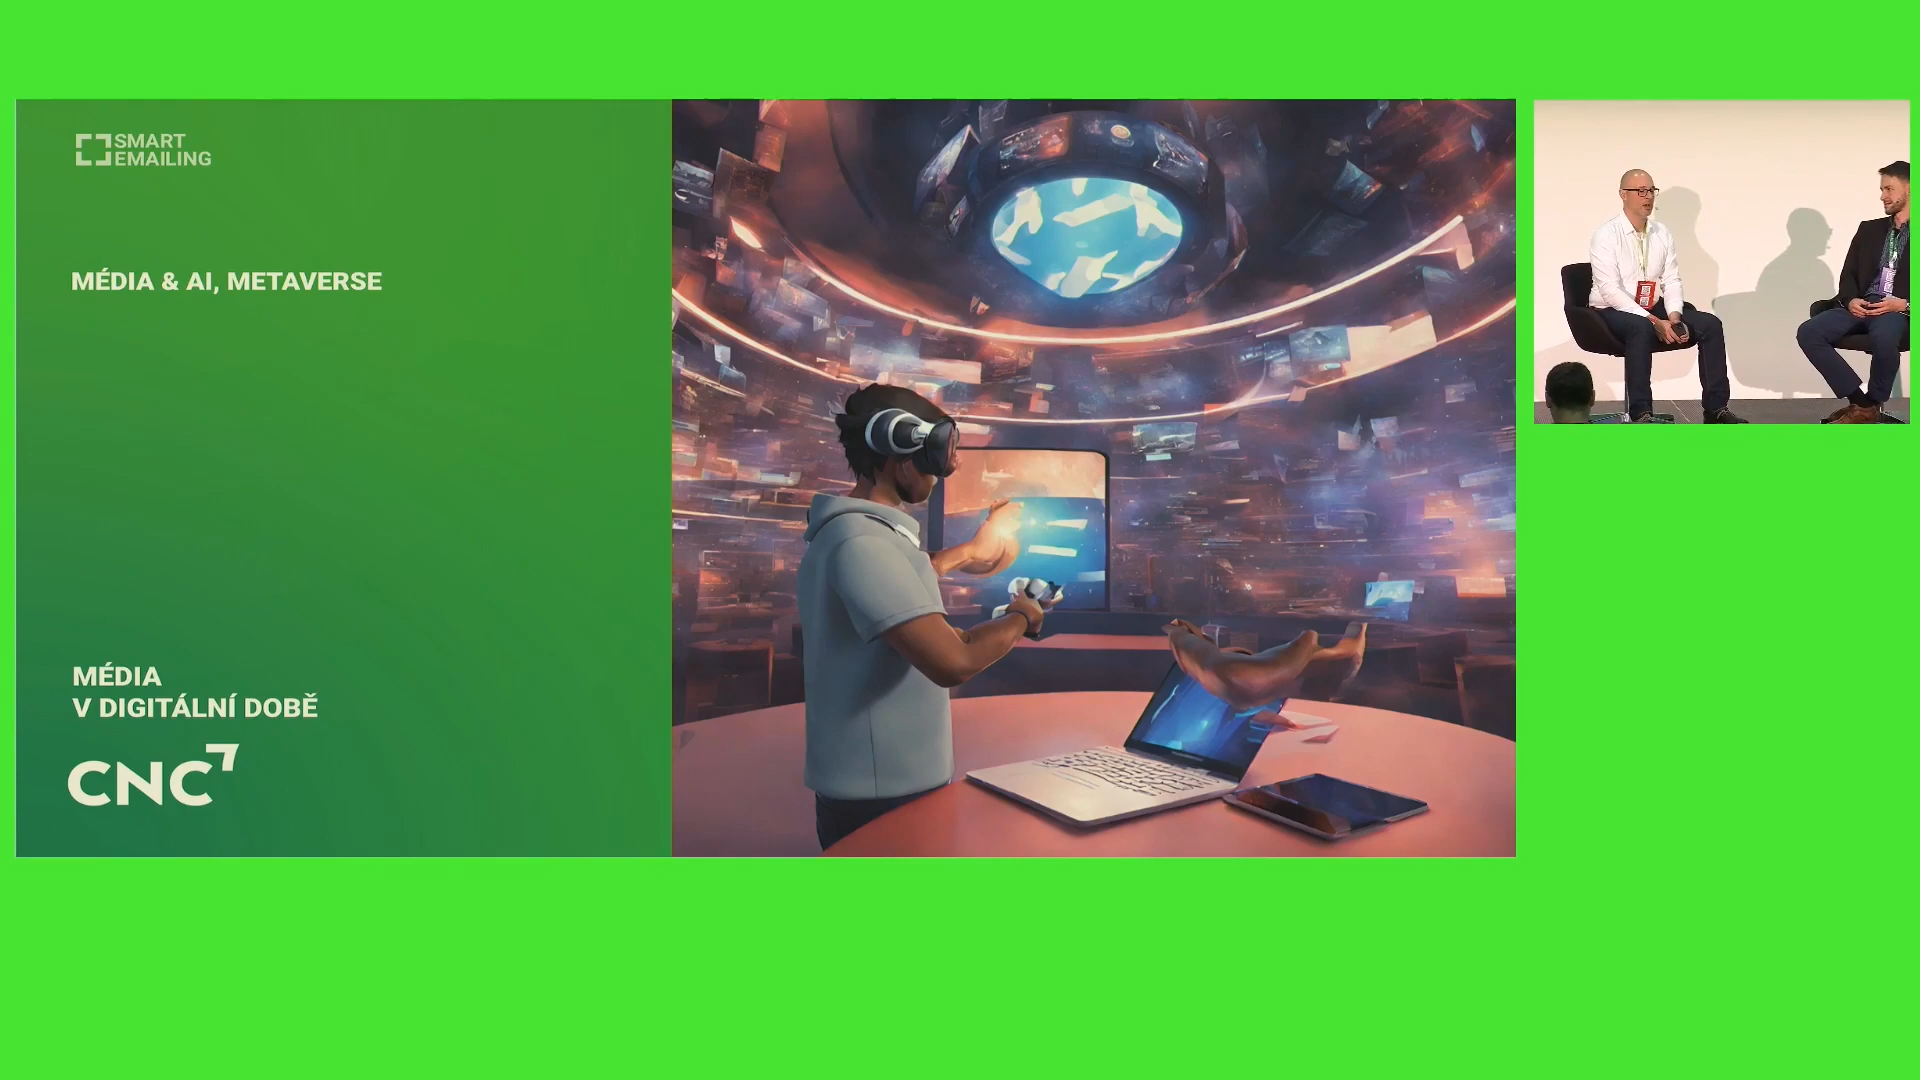 SMART
EMAILING
MÉDIA & AI, METAVERSE
MÉDIA
V DIGITÁLNÍ DOBĚ
CNC